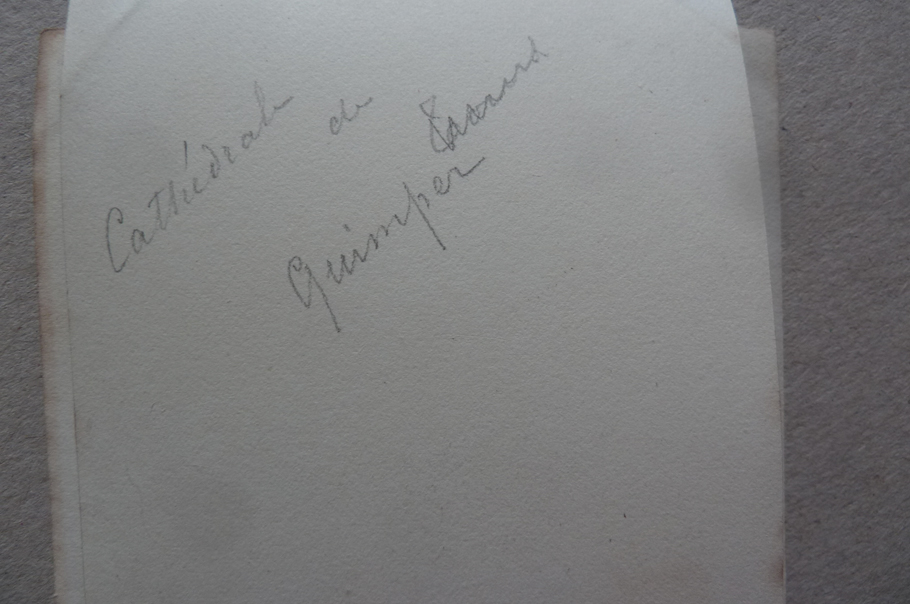 Cathédrale de
Quimper